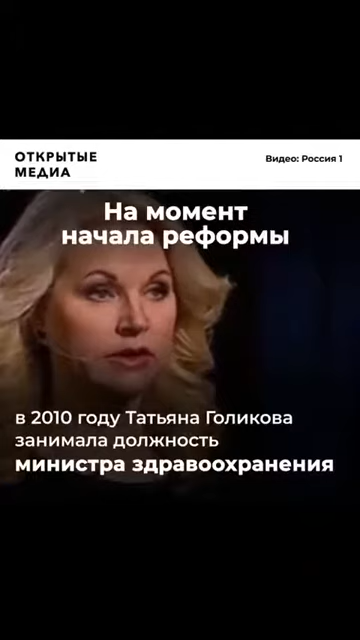 ОТКРЫТЫЕ
МЕДИА
Видео: Россия 1
На момент
начала реформы
в 2010 году Татьяна Голикова
занимала должность
министра здравоохранения